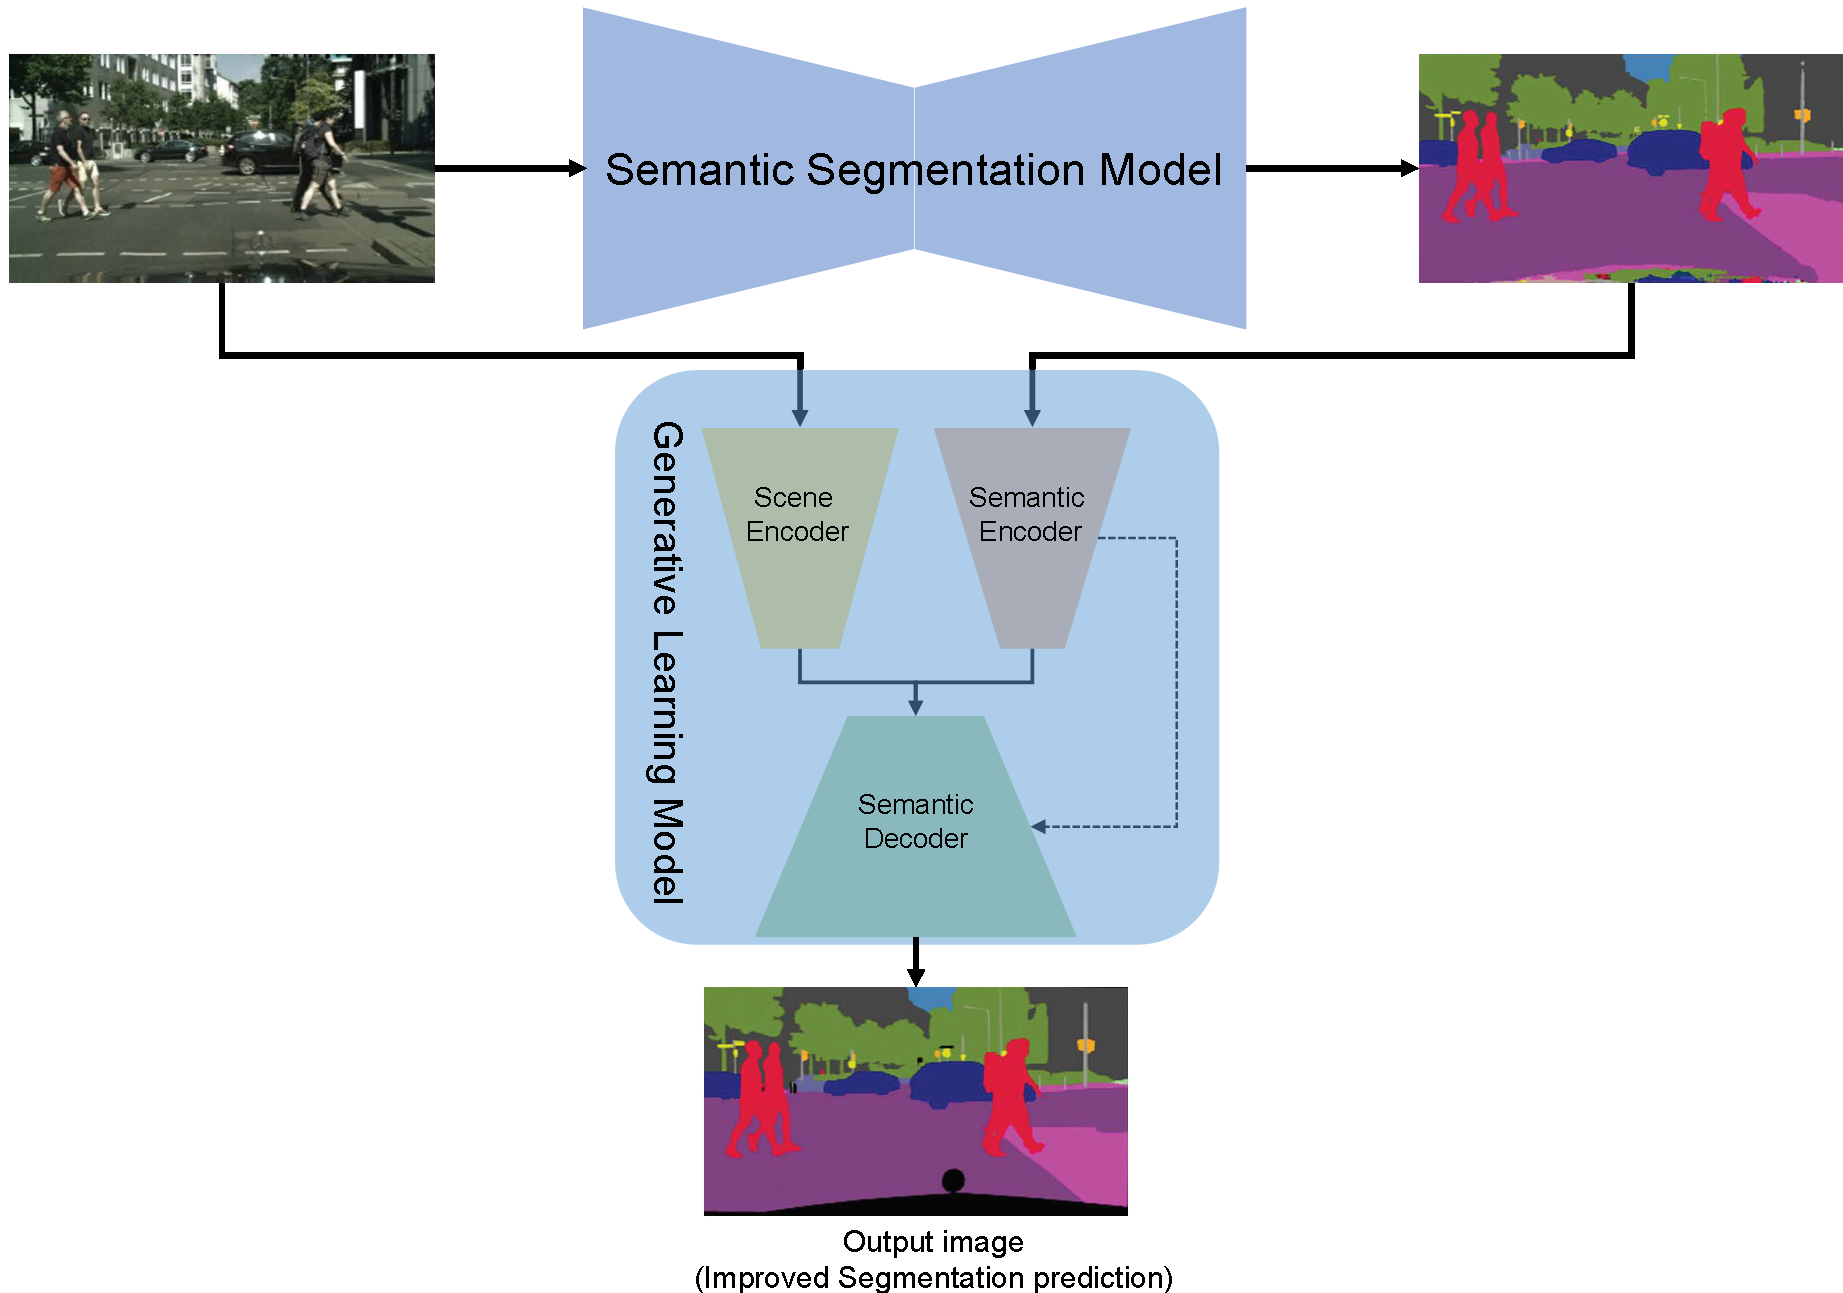 Semantic Segmentation Model
Generative Learning Model
Scene
Encoder
Semantic
Encoder
Semantic
Decoder
Output image
(Improved Segmentation prediction)